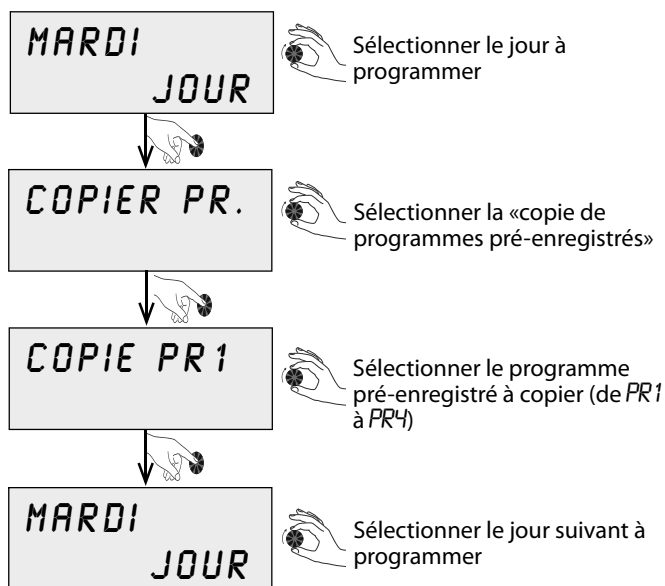 MARDI
JOUR
Sélectionner le jour à
programmer
COPIER PR.
Sélectionner la «copie de
programmes pré-enregistrés»
COPIE PR1
Sélectionner le programme
pré-enregistré à copier (de PR1
à PR4)
MARDI
JOUR
Sélectionner le jour suivant à
programmer